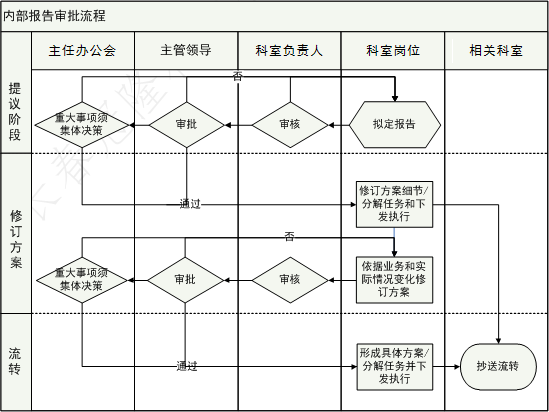 内部报告审批流程
主任办公会
主管领导
科室负责人
科室岗位
相关科室
提议阶段
否
重大事项须
集体决策
审批
审核
拟定报告
通过
修订方案
修订方案细节/
分解任务和下
发执行
否
重大事项须
集体决策
审批
审核
依据业务和实
际情况变化修
订方案
流转
通过
形成具体方案/
分解任务并下
发执行
抄送流转